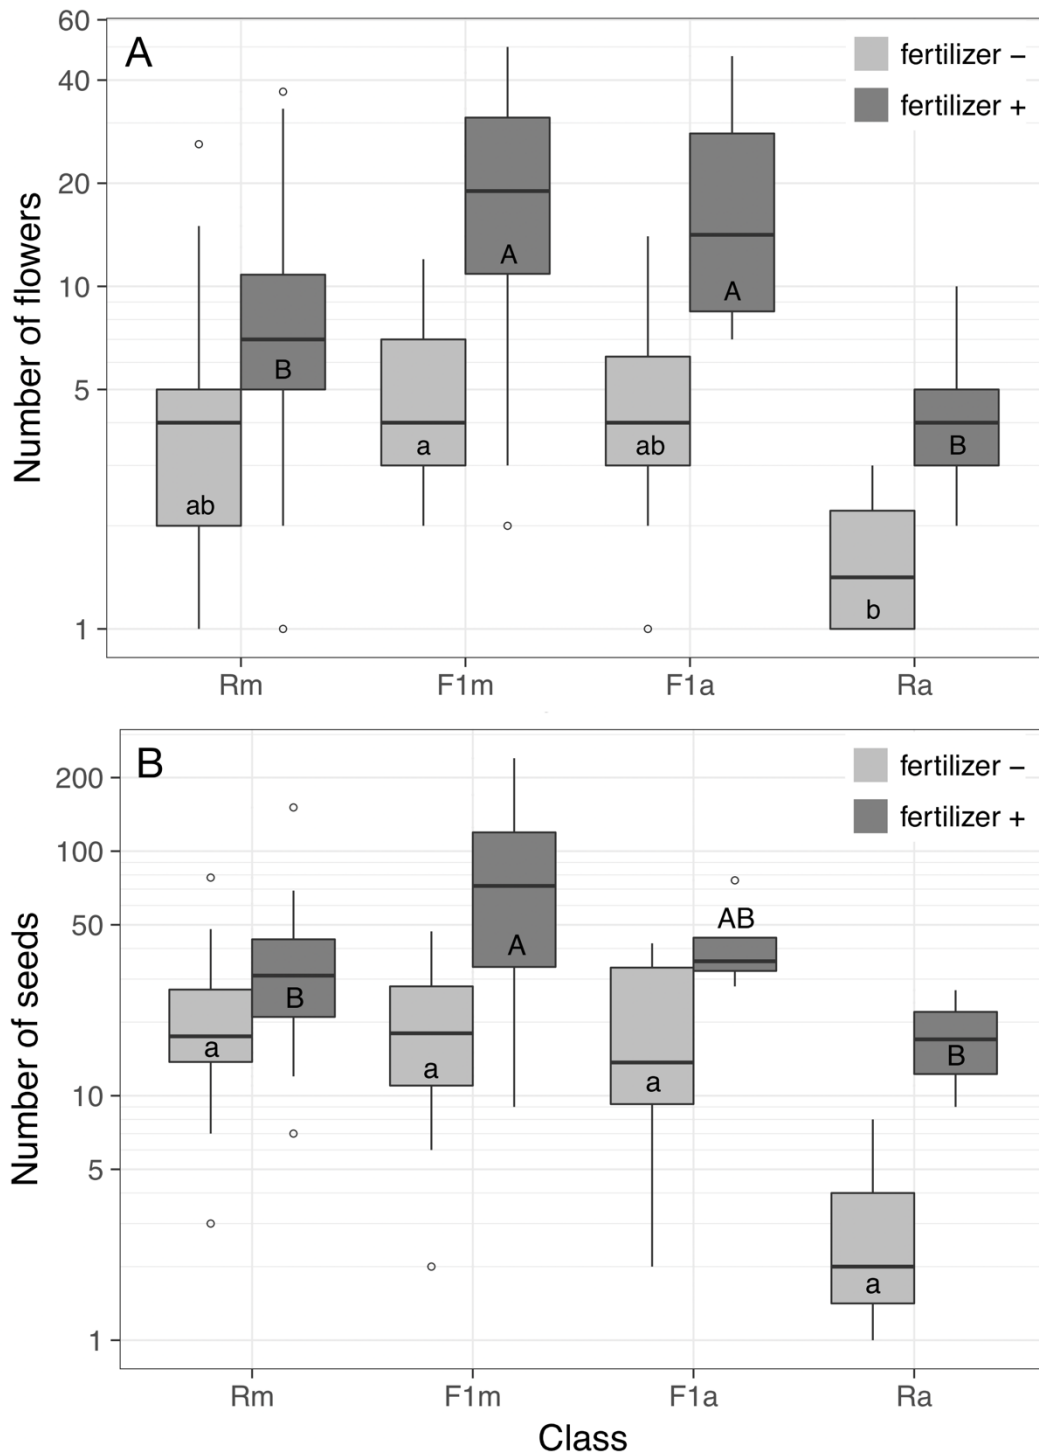 A
fertilizer −
fertilizer +
Number of flowers
60
40
20
10
5
1
ab
B
a
A
ab
A
b
B
Rm F1m F1a Ra
B
fertilizer −
fertilizer +
Number of seeds
200
100
50
10
5
1
a
B
a
A
a
AB
a
B
Rm F1m F1a Ra
Class